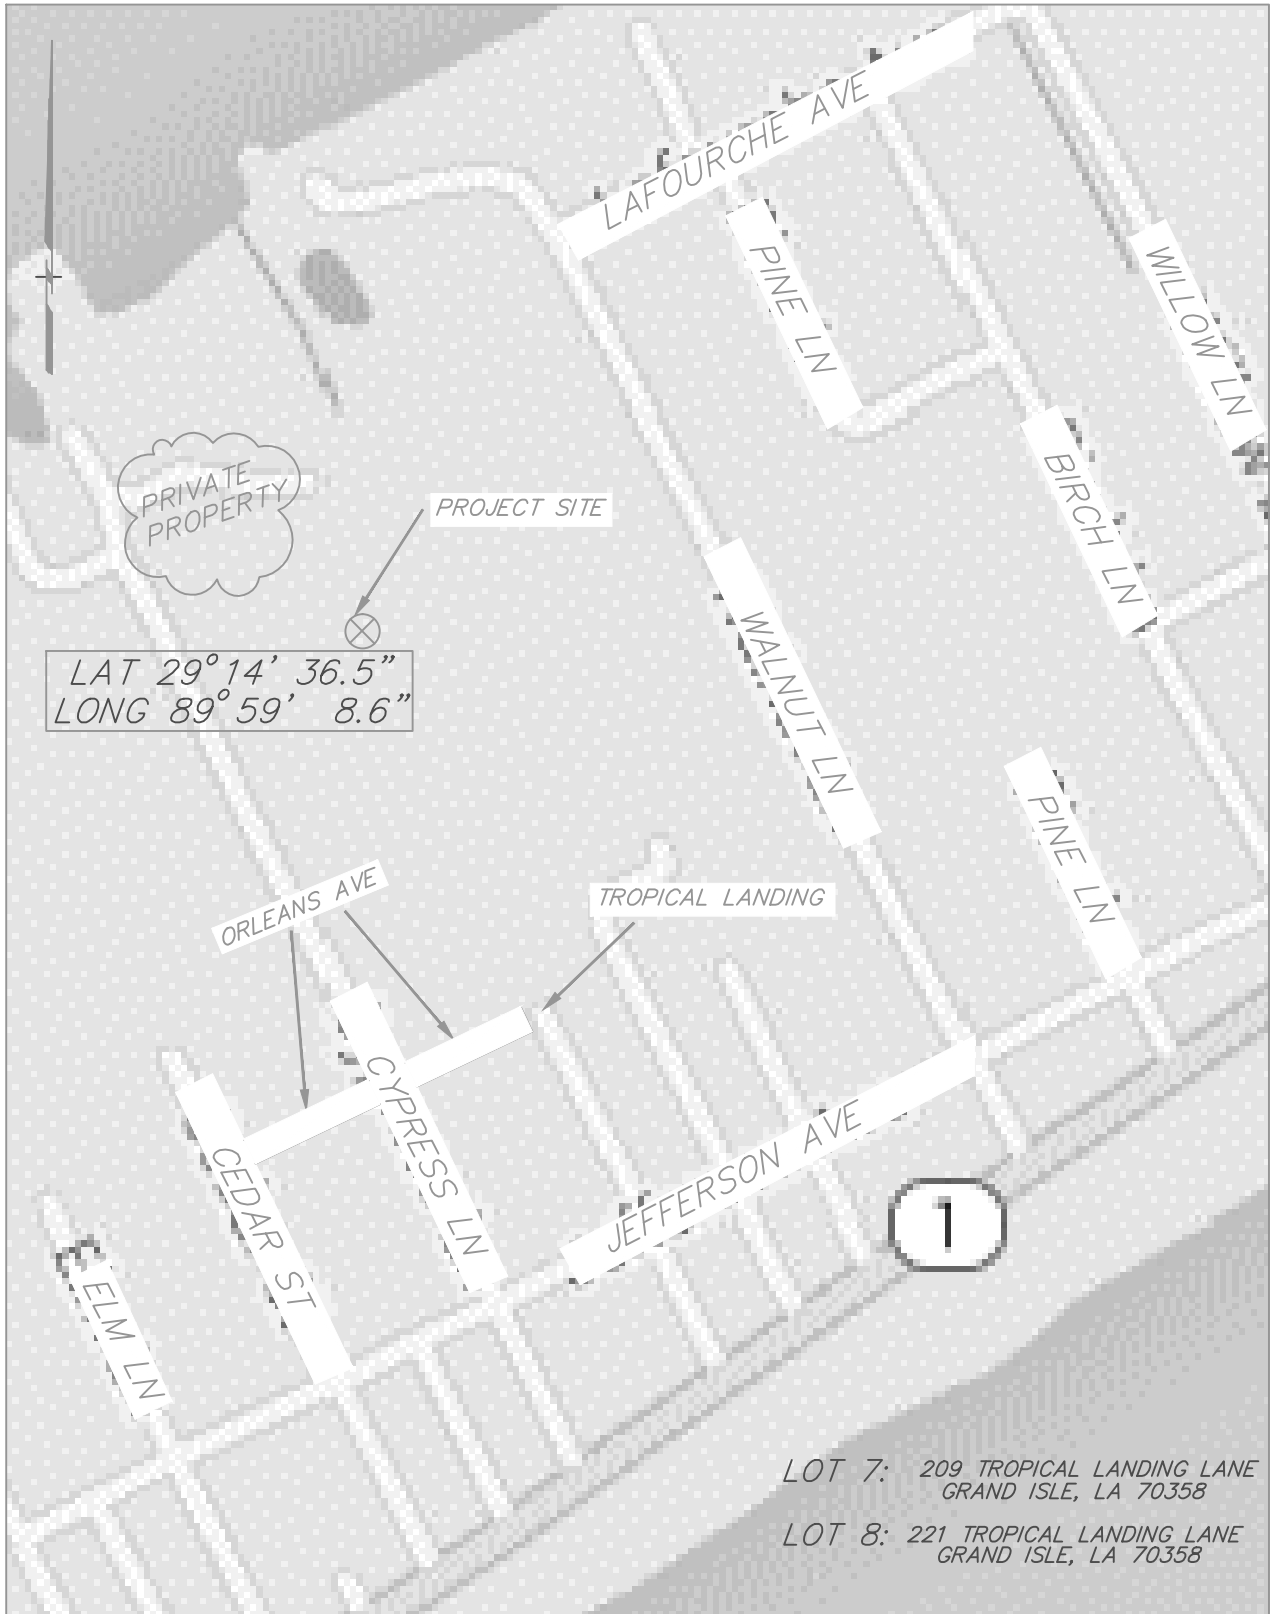 LAFOURCHE AVE
PINE LN
WILLOW LN
PRIVATE
PROPERTY
PROJECT SITE
BIRCH LN
LAT 29° 14' 36.5"
LONG 89° 59' 8.6"
WALNUT LN
PINE LN
ORLEANS AVE
TROPICAL LANDING
CYPRESS LN
CEDAR ST
JEFFERSON AVE
1
ELM LN
LOT 7: 209 TROPICAL LANDING LANE
GRAND ISLE, LA 70358
LOT 8: 221 TROPICAL LANDING LANE
GRAND ISLE, LA 70358